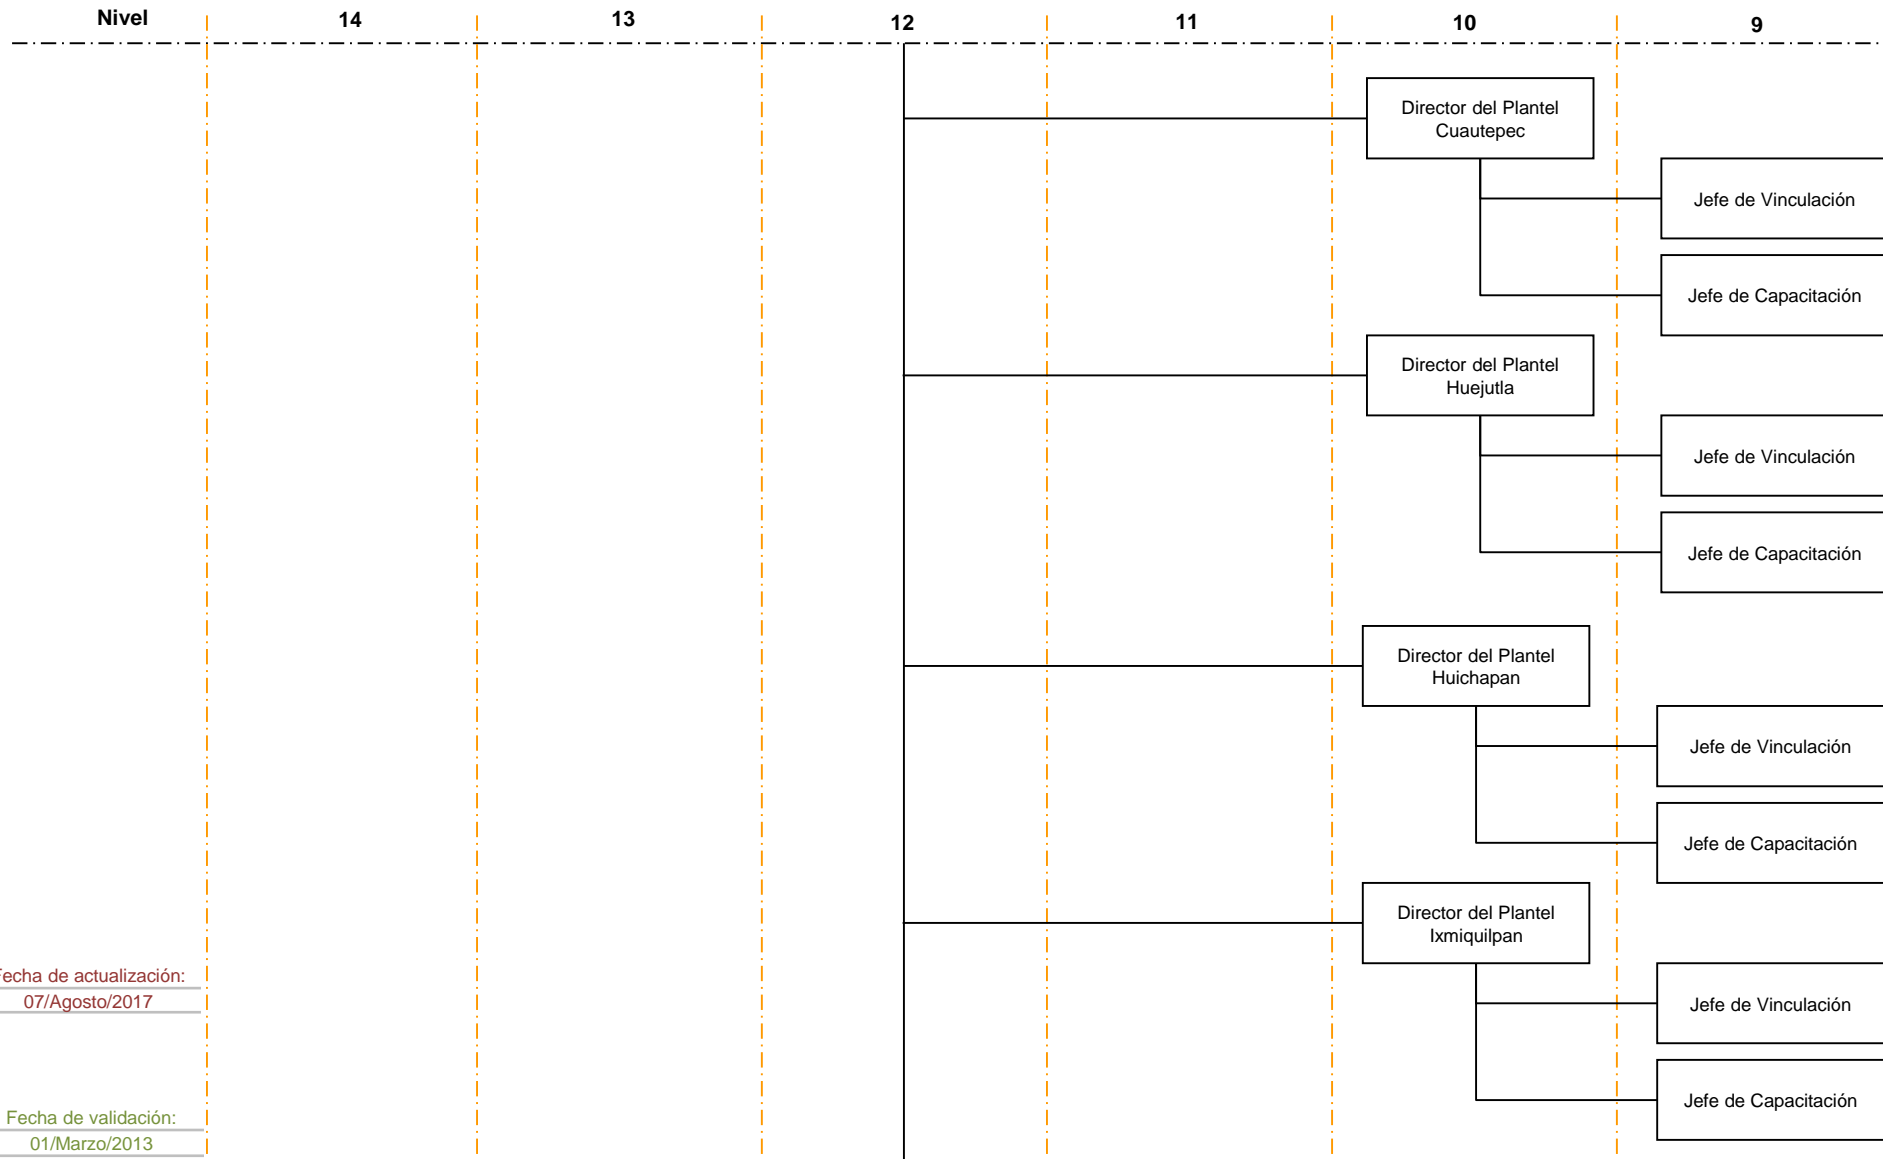 Nivel 14 13 12 11 10 9
Director del Plantel
Cuautepec
Jefe de Vinculación
Jefe de Capacitación
Director del Plantel
Huejutla
Jefe de Vinculación
Jefe de Capacitación
Director del Plantel
Huichapan
Jefe de Vinculación
Jefe de Capacitación
Director del Plantel
Ixmiquilpan
Jefe de Vinculación
Jefe de Capacitación
Fecha de actualización:
07/Agosto/2017
Fecha de validación:
01/Marzo/2013